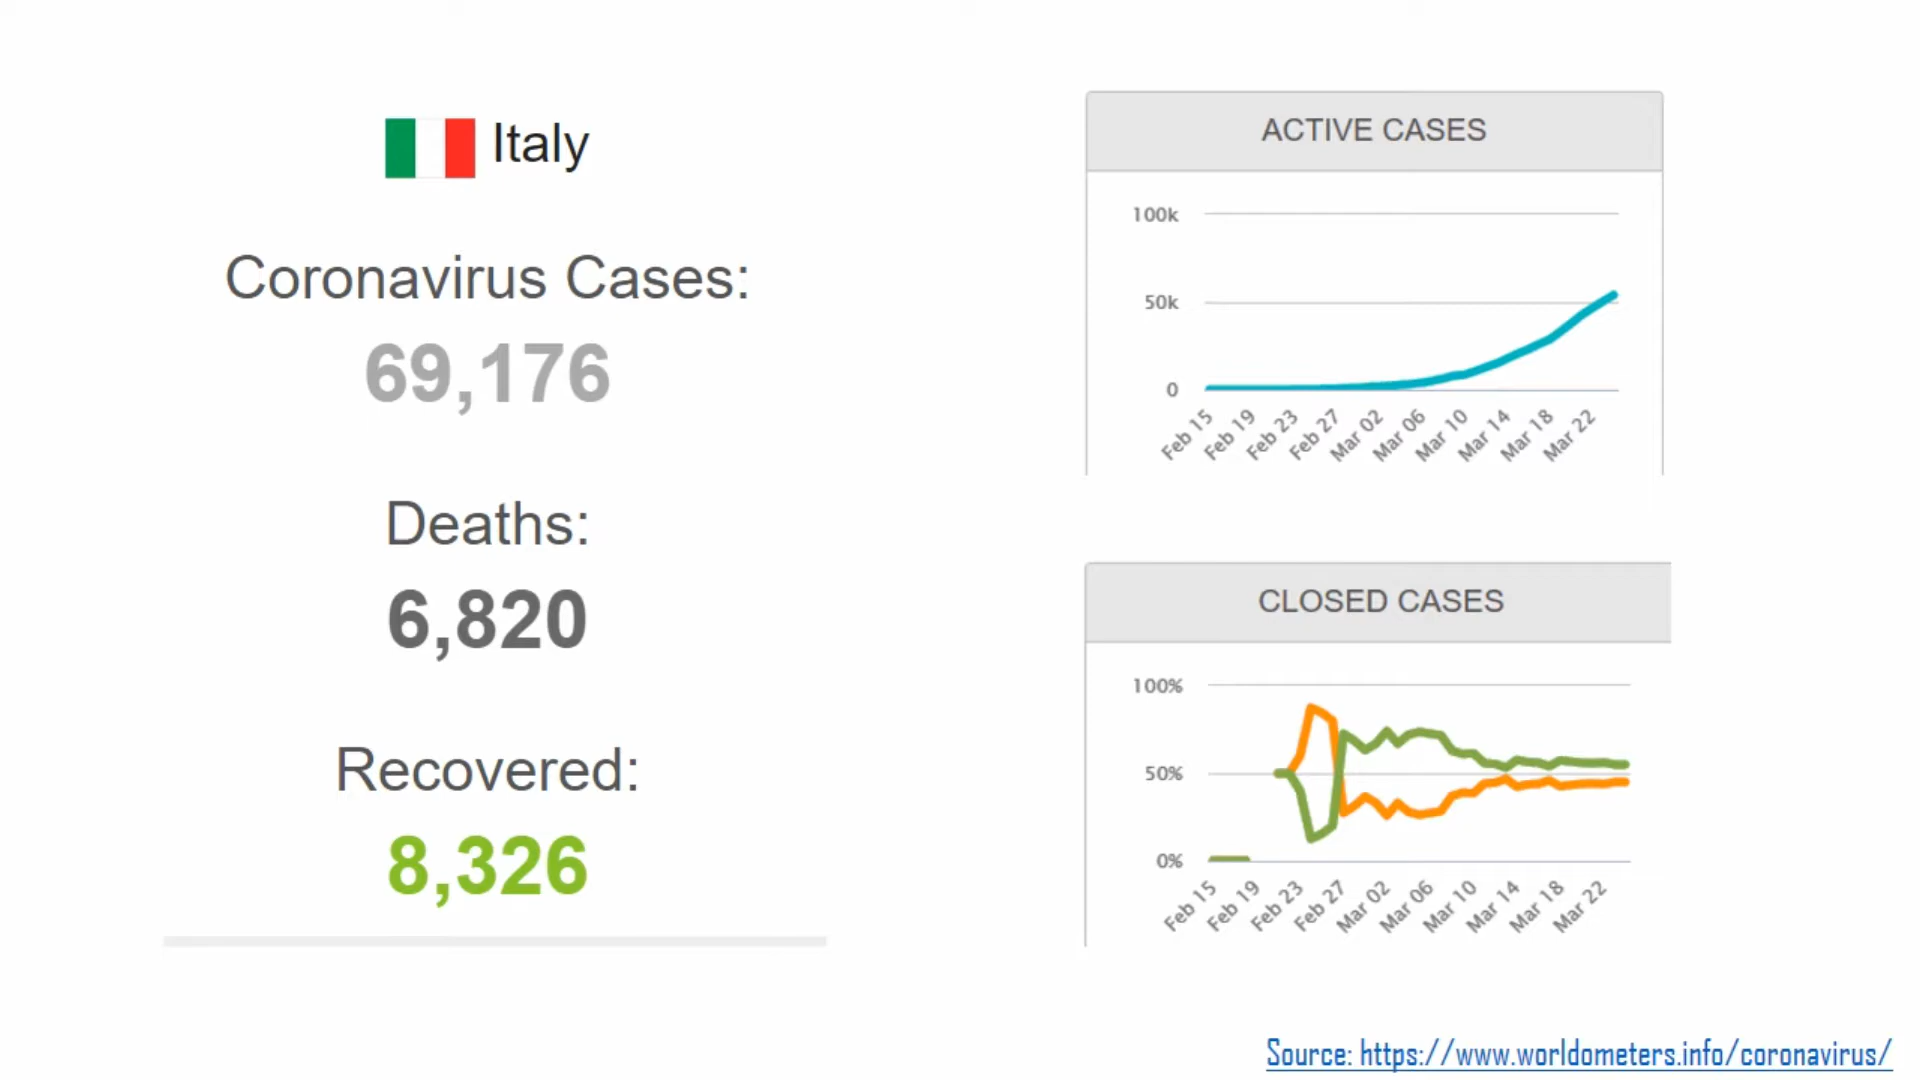 Italy
Coronavirus Cases:
69,176
Deaths:
6,820
Recovered:
8,326
ACTIVE CASES
100k
50k
0
Feb 15
Feb 19
Feb 23
Feb 27
Mar 02
Mar 06
Mar 10
Mar 14
Mar 18
Mar 22
CLOSED CASES
100%
50%
0%
Feb 15
Feb 19
Feb 23
Feb 27
Mar 02
Mar 06
Mar 10
Mar 14
Mar 18
Mar 22
Source: https://www.worldometers.info/coronavirus/